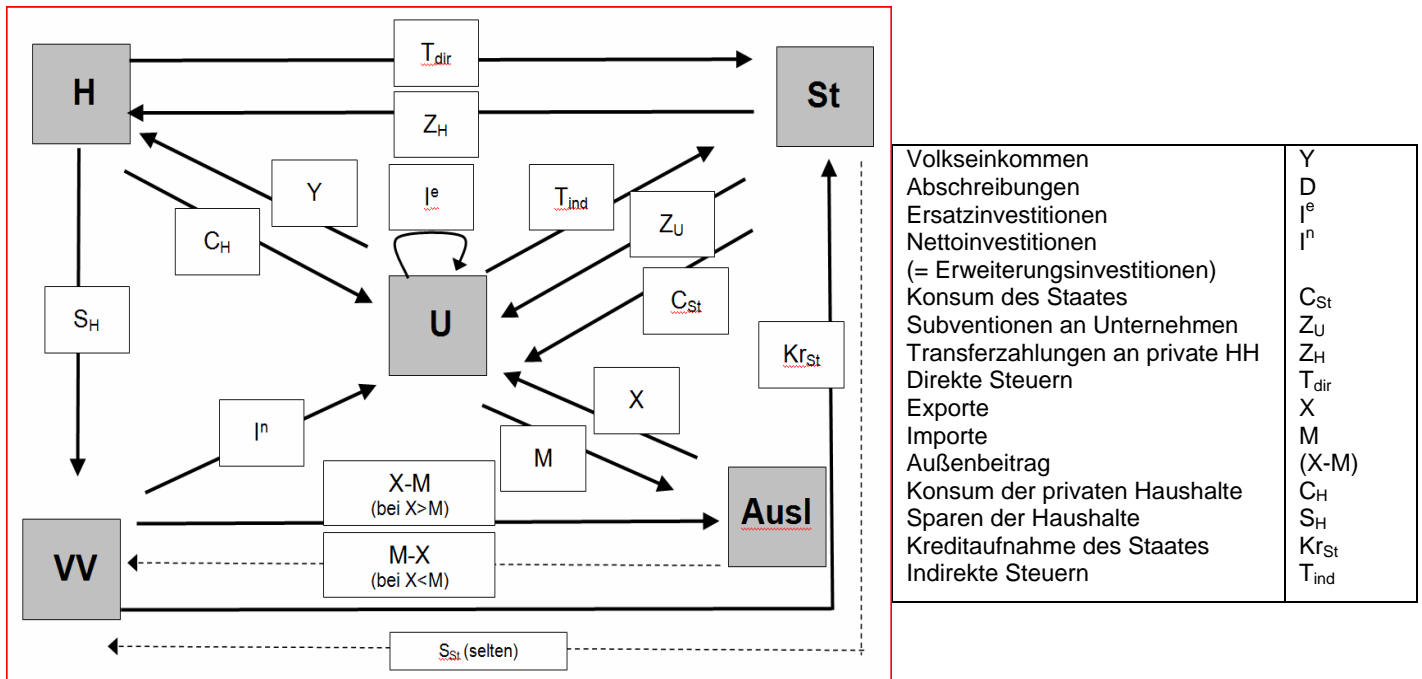 T_dir
H
St
Z_H
Y
I^e
T_ind
Z_U
C_H
C_St
S_H
U
Kr_St
X
I^n
M
X-M
(bei X>M)
Ausl
M-X
(bei X<M)
VV
S_St (selten)
Volkseinkommen Y
Abschreibungen D
Ersatzinvestitionen I^e
Nettoinvestitionen I^n
(= Erweiterungsinvestitionen)
Konsum des Staates C_St
Subventionen an Unternehmen Z_U
Transferzahlungen an private HH Z_H
Direkte Steuern T_dir
Exporte X
Importe M
Außenbeitrag (X-M)
Konsum der privaten Haushalte C_H
Sparen der Haushalte S_H
Kreditaufnahme des Staates Kr_St
Indirekte Steuern T_ind